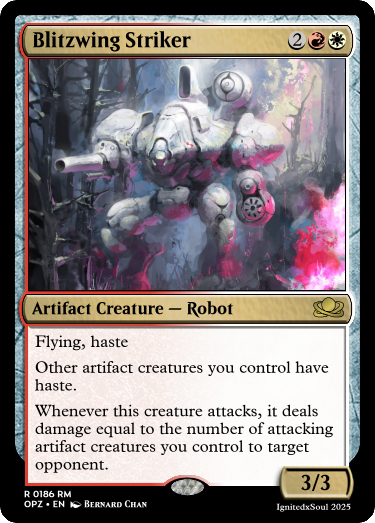 Blitzwing Striker 2
Artifact Creature — Robot
Flying, haste
Other artifact creatures you control have
haste.
Whenever this creature attacks, it deals
damage equal to the number of attacking
artifact creatures you control to target
opponent.
3/3
R 0186 RM
OPZ • EN Bernard Chan
IgnitedxSoul 2025